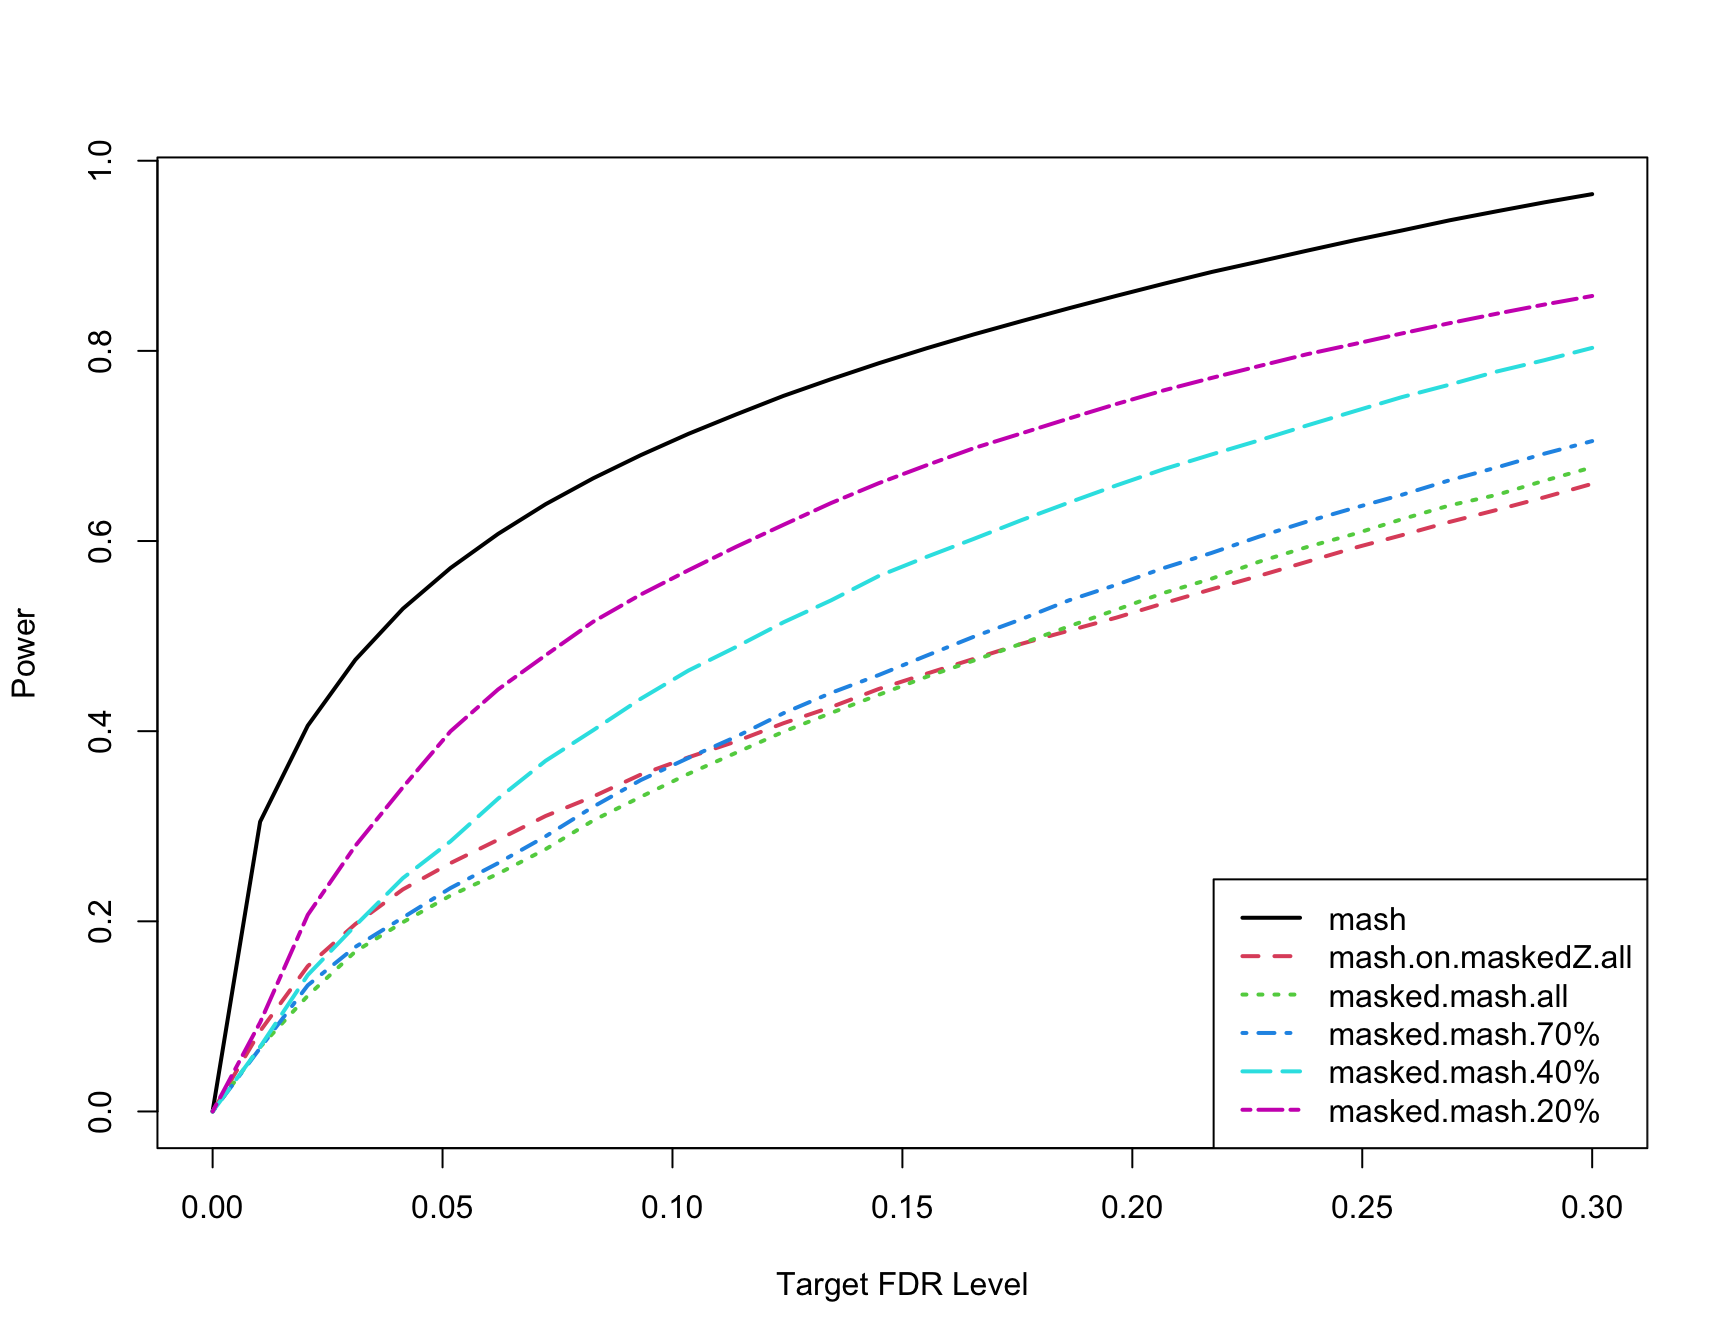 1.0
0.8
0.6
0.4
0.2
0.0
Power
mash
mash.on.maskedZ.all
masked.mash.all
masked.mash.70%
masked.mash.40%
masked.mash.20%
0.00 0.05 0.10 0.15 0.20 0.25 0.30
Target FDR Level